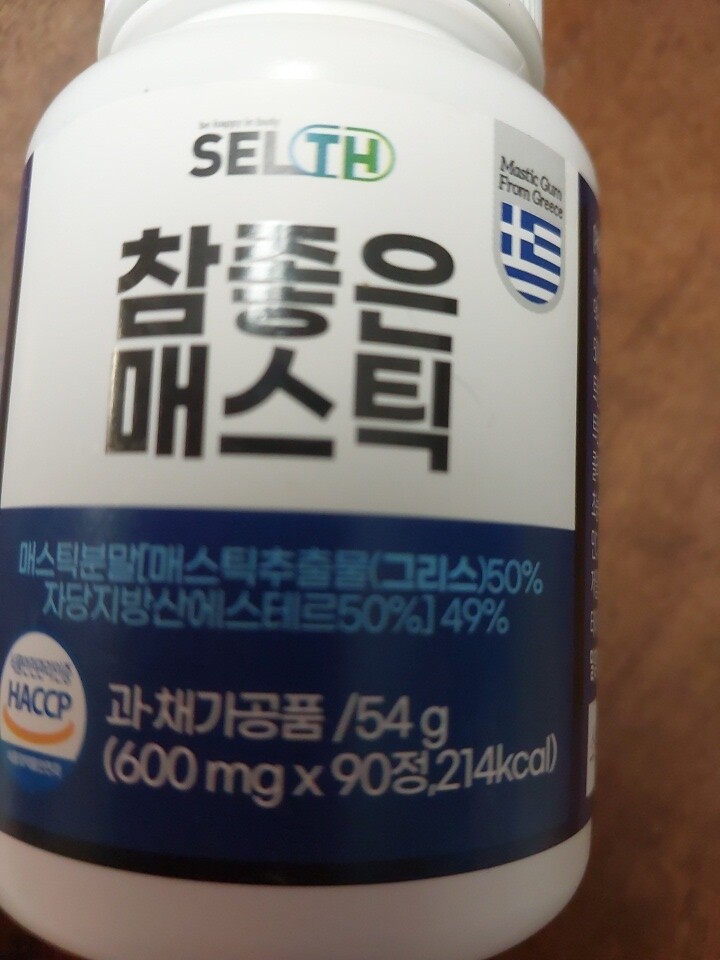 SELTH
Mastic Gum
From Greece
참좋은
매스틱
매스틱분말[매스틱추출물(그리스)50%
자당지방산에스테르50%] 49%
HACCP
과·채가공품 /54 g
(600 mg x 90정,214kcal)